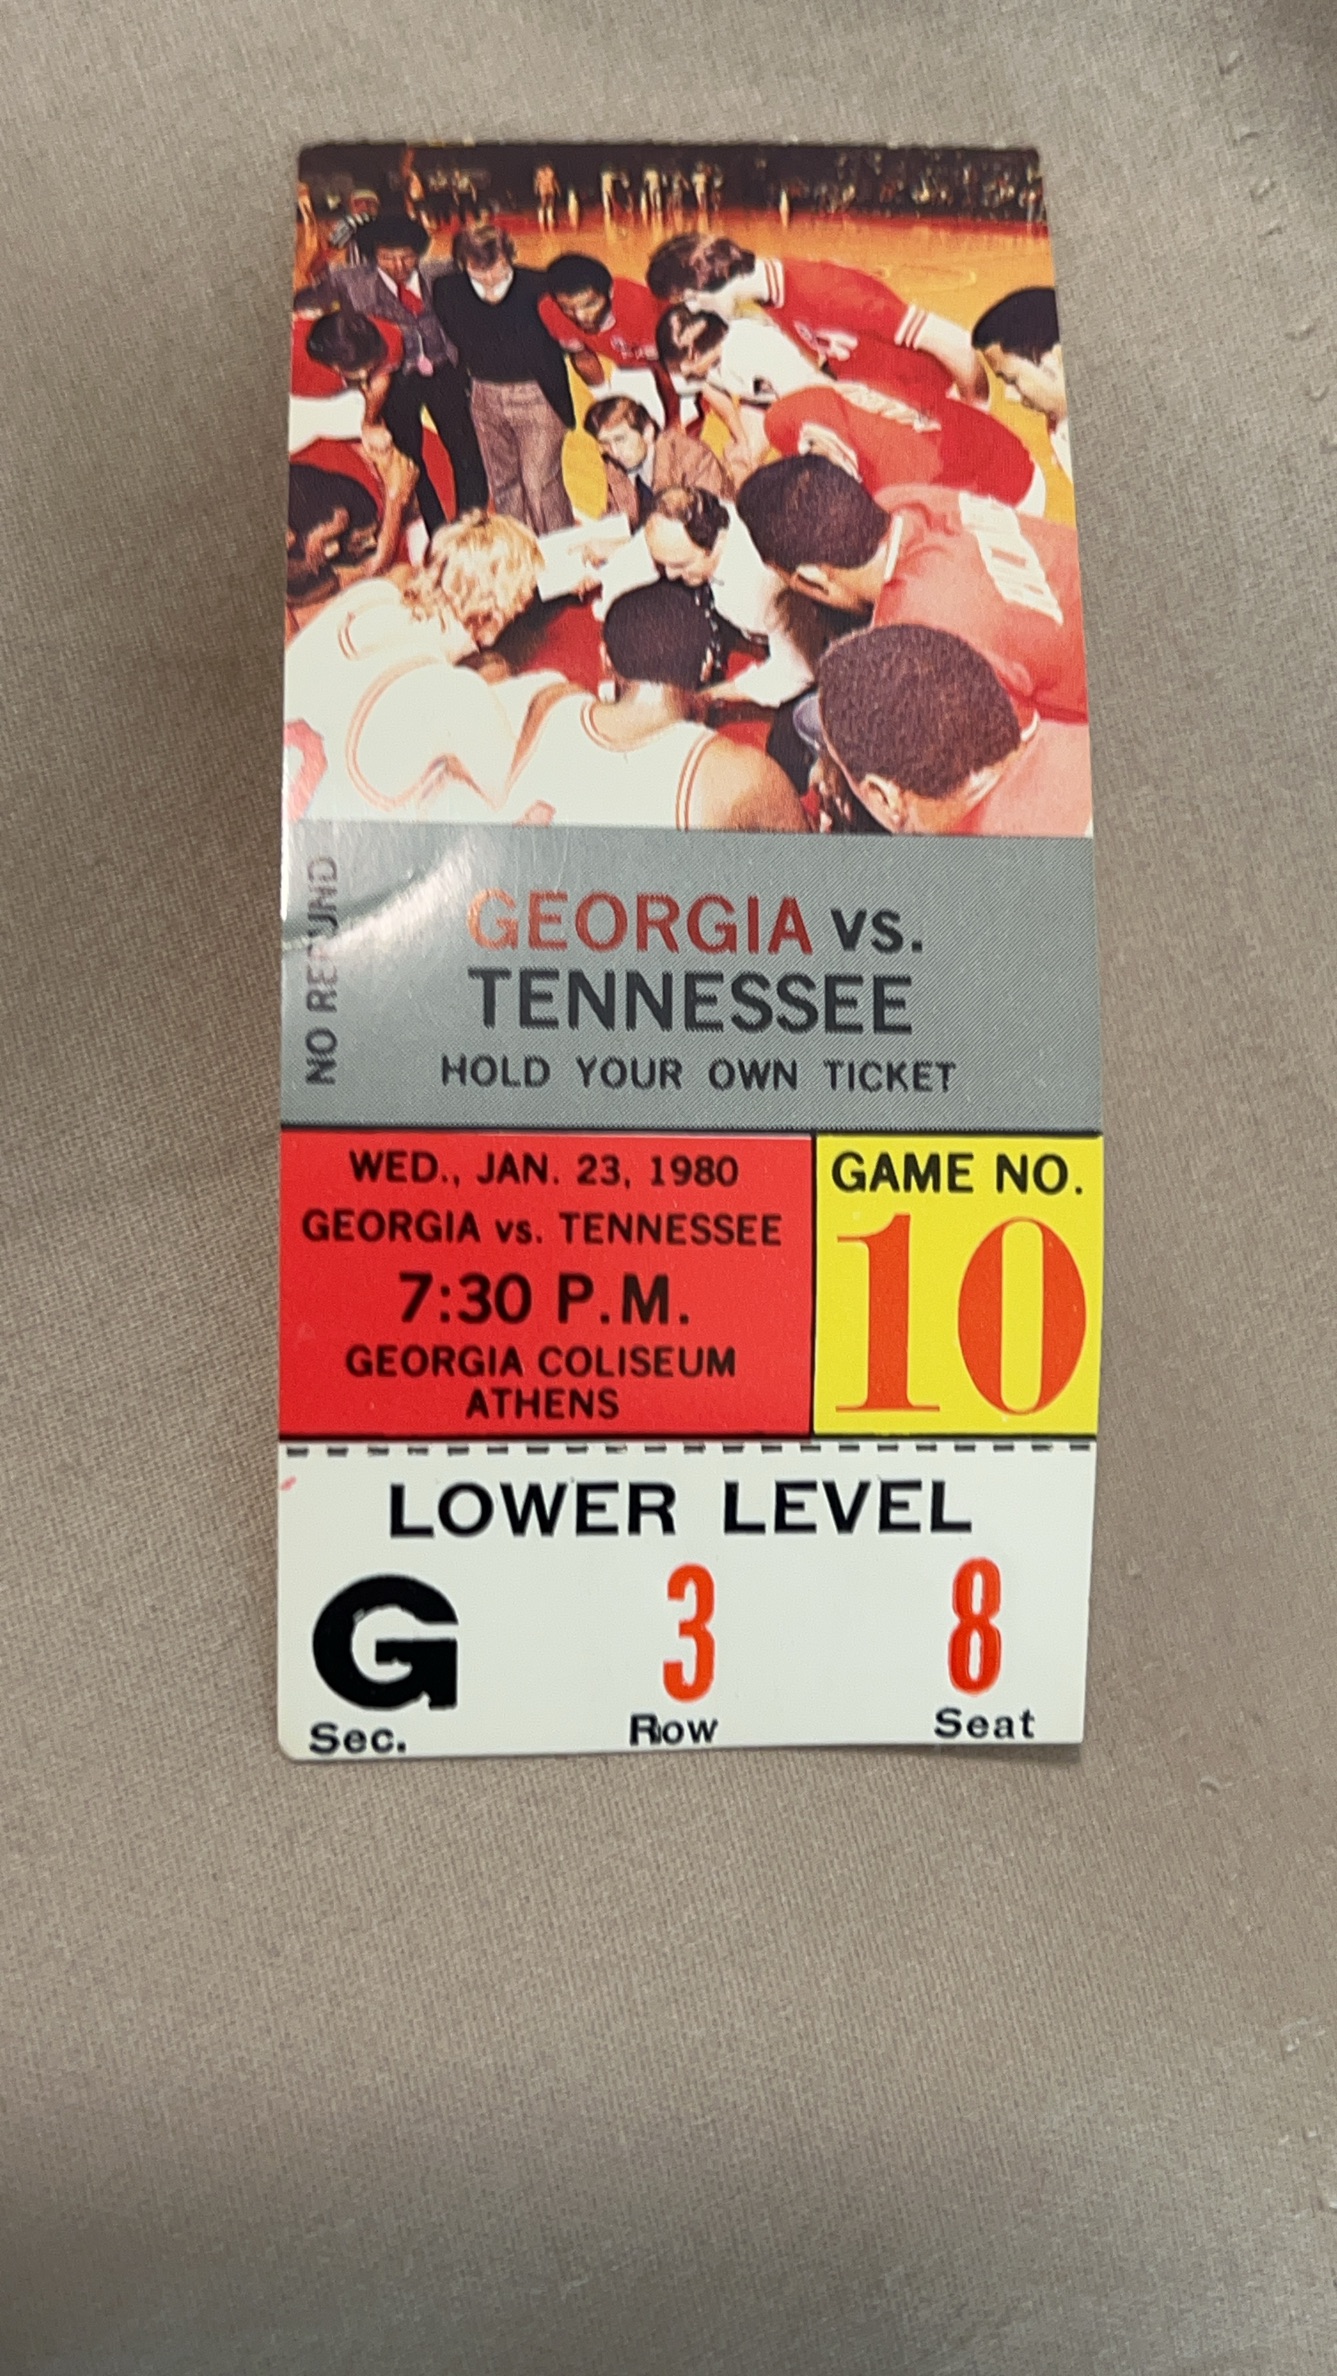 NO REFUND
GEORGIA vs.
TENNESSEE
HOLD YOUR OWN TICKET
WED., JAN. 23, 1980
GEORGIA vs. TENNESSEE
7:30 P.M.
GEORGIA COLISEUM
ATHENS
GAME NO.
10
LOWER LEVEL
G 3 8
Sec. Row Seat